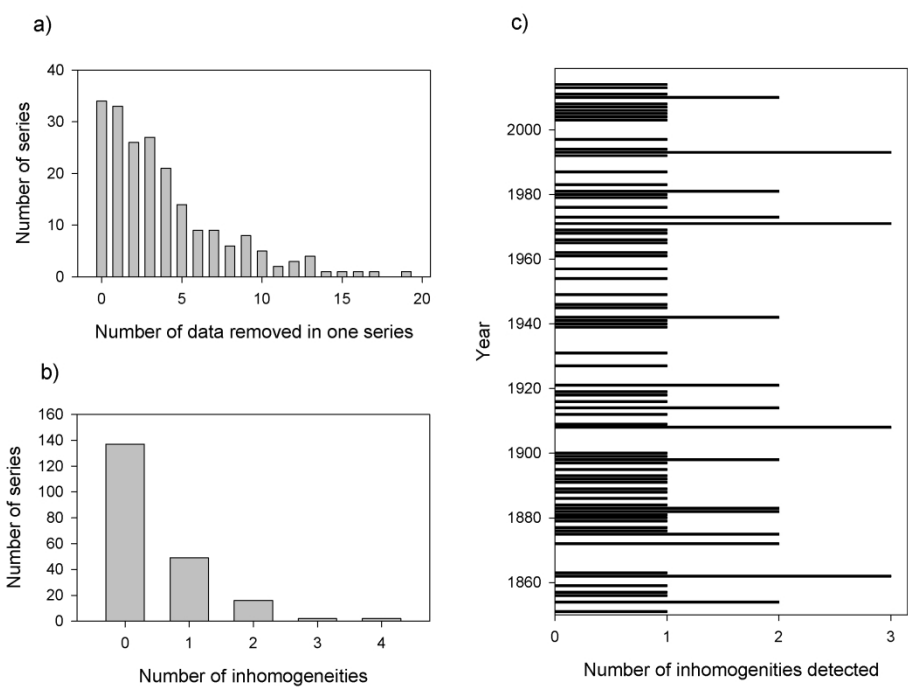 a)
40
30
20
10
0
0 5 10 15 20
Number of series
Number of data removed in one series
b)
160
140
120
100
80
60
40
20
0
0 1 2 3 4
Number of series
Number of inhomogeneities
c)
2000
1980
1960
1940
1920
1900
1880
1860
0 1 2 3
Year
Number of inhomogenities detected